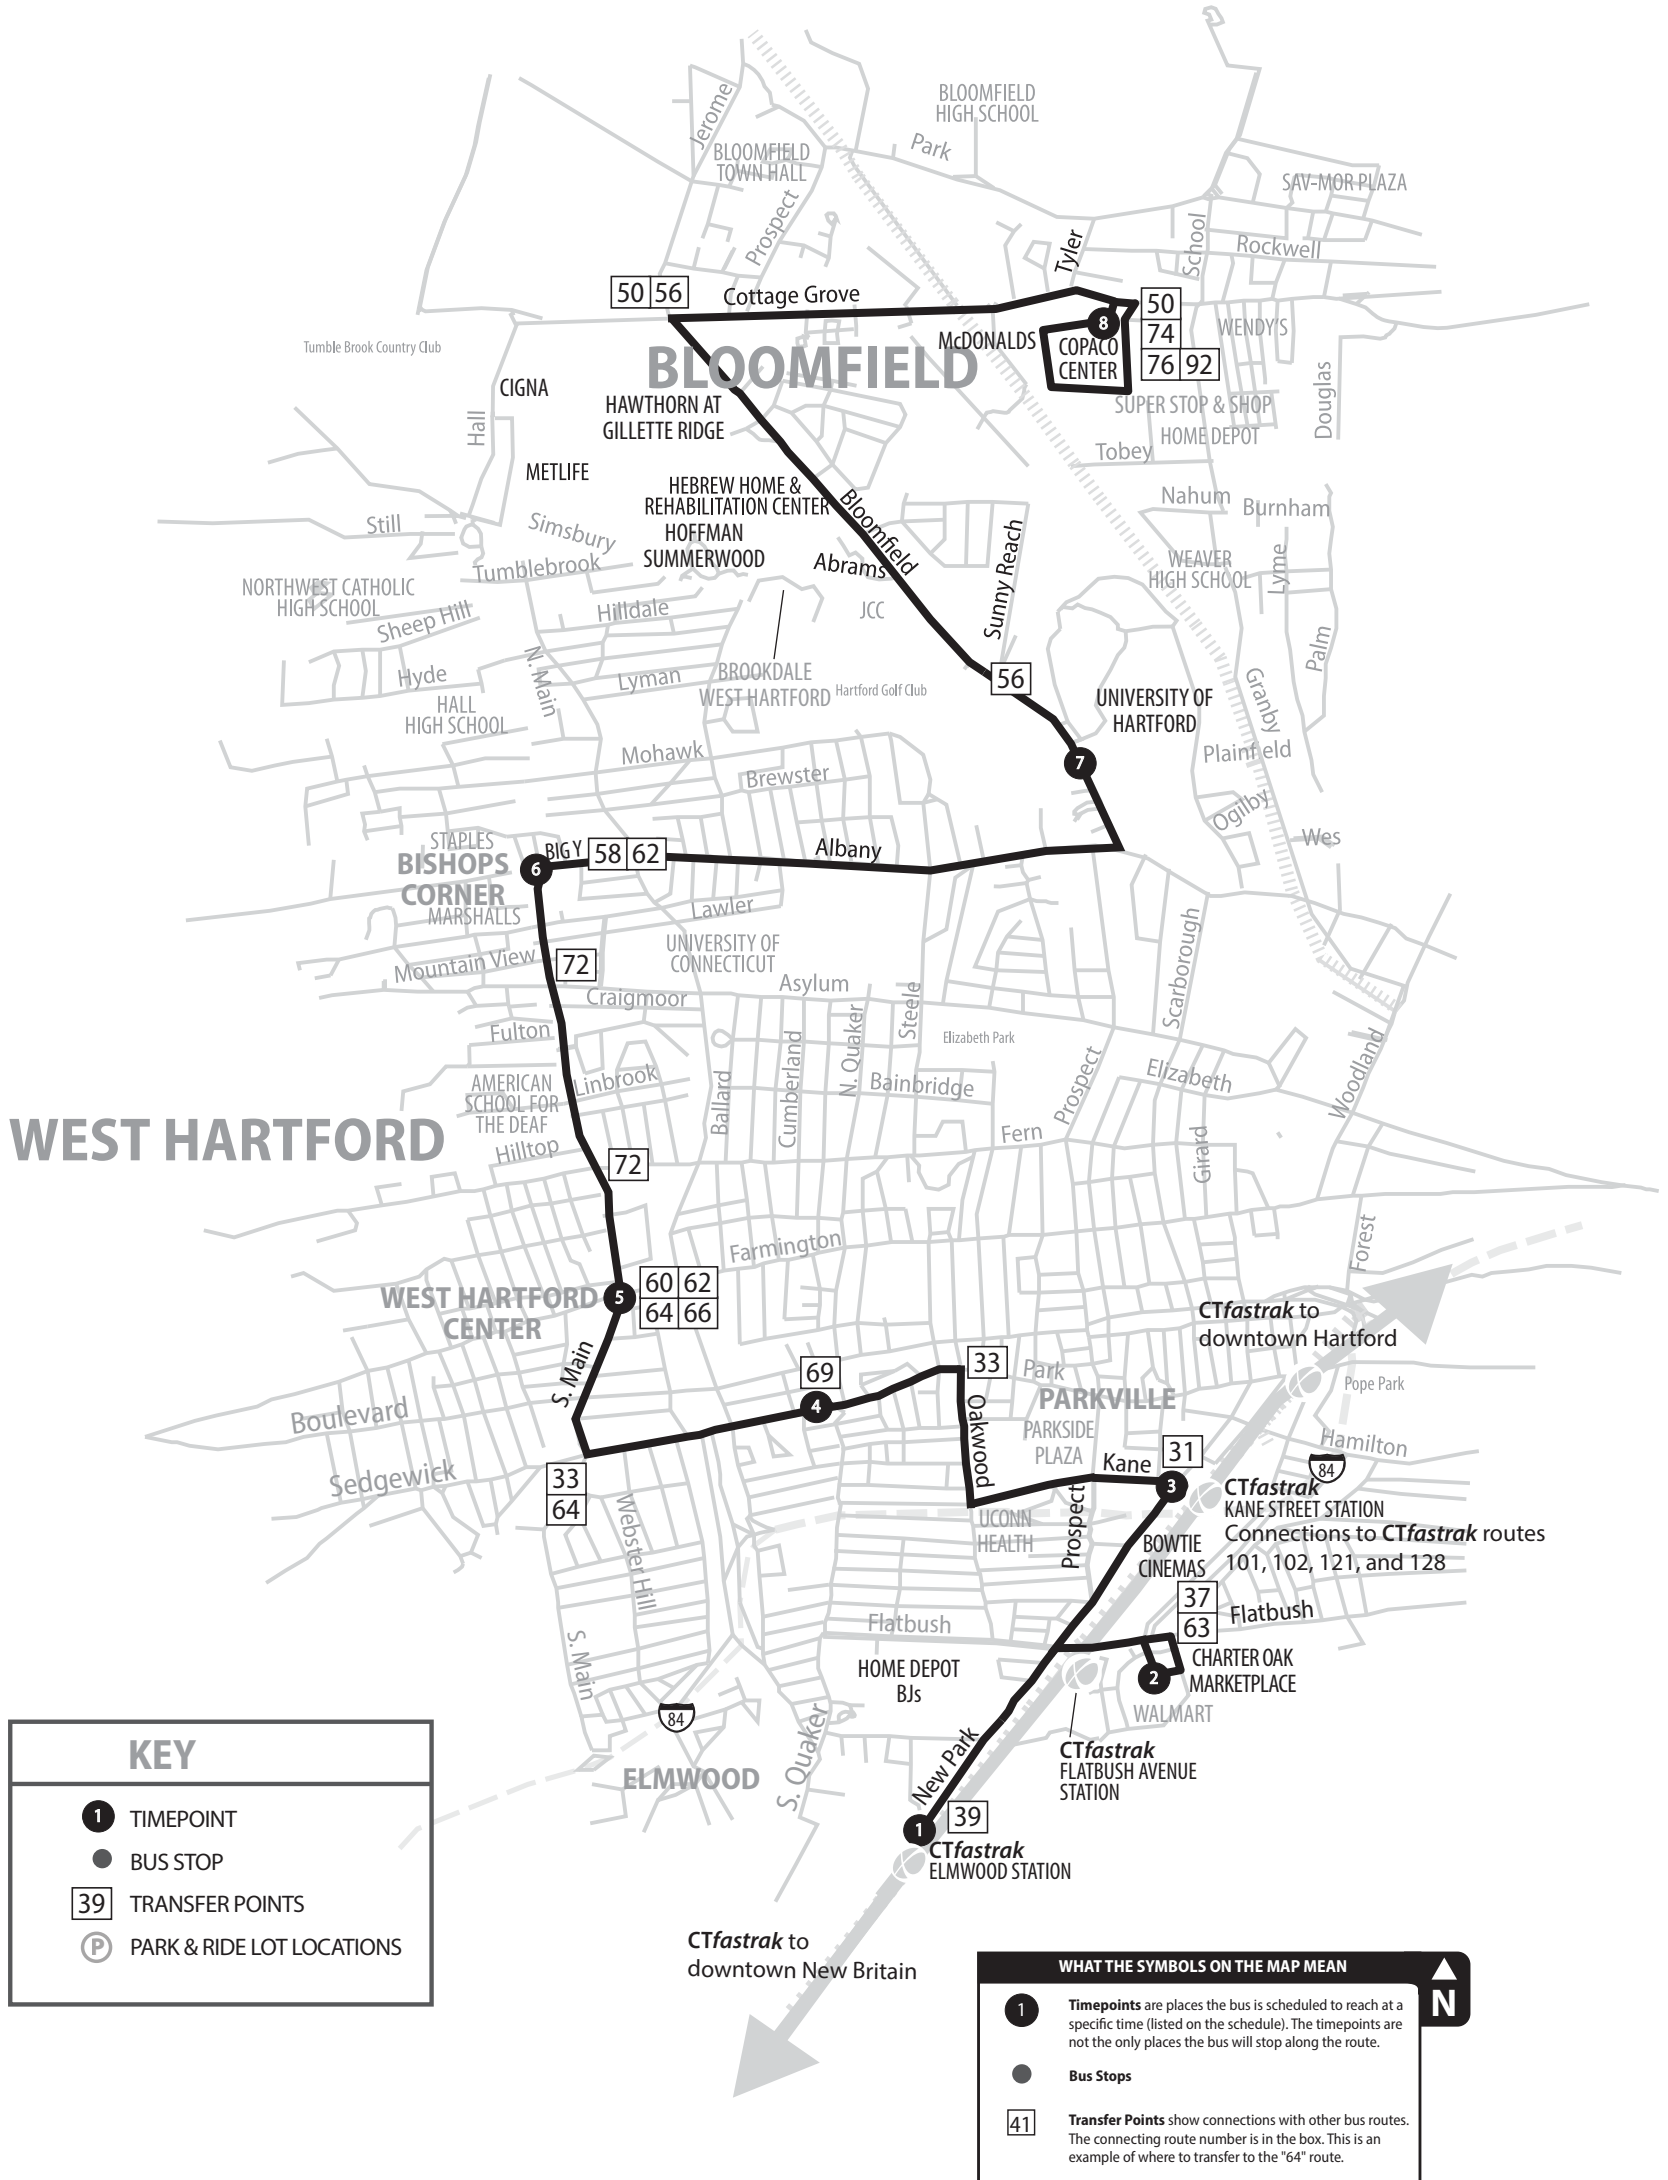 BLOOMFIELD
HIGH SCHOOL
Jerome
Park
BLOOMFIELD
TOWN HALL
SAV-MOR PLAZA
Prospect
School
Tyler
Rockwell
50 56
Cottage Grove
8
50
74
76 92
WENDY'S
McDONALDS
COPACO
CENTER
Tumble Brook Country Club
BLOOMFIELD
CIGNA
HAWTHORN AT
GILLETTE RIDGE
SUPER STOP & SHOP
Douglas
Hall
HOME DEPOT
Tobey
METLIFE
HEBREW HOME &
REHABILITATION CENTER
HOFFMAN
SUMMERWOOD
Bloomfield
Nahum
Burnham
Still
Simsbury
Sunny Reach
Tumblebrook
Abrams
WEAVER
HIGH SCHOOL
Lyme
NORTHWEST CATHOLIC
HIGH SCHOOL
Sheep Hill
Hilldale
JCC
Palm
N. Main
Hyde
Lyman
BROOKDALE
WEST HARTFORD
Hartford Golf Club
56
UNIVERSITY OF
HARTFORD
Granby
HALL
HIGH SCHOOL
Mohawk
Plainfield
7
Brewster
Ogilby
Wes
STAPLES
BISHOPS
CORNER
MARSHALLS
6
BIG Y
58 62
Albany
Lawler
UNIVERSITY OF
CONNECTICUT
Mountain View
72
Craigmoor
Asylum
Scarborough
Steele
Fulton
N. Quaker
Elizabeth Park
AMERICAN
SCHOOL FOR
THE DEAF
Linbrook
Ballard
Cumberland
Bainbridge
Prospect
Elizabeth
Woodland
WEST HARTFORD
Hilltop
Fern
Girard
72
Farmington
Forest
WEST HARTFORD
CENTER
5
60 62
64 66
CTfastrak to
downtown Hartford
S. Main
69
4
33
Park
PARKVILLE
Pope Park
Boulevard
Oakwood
PARKSIDE
PLAZA
Hamilton
Sedgewick
Kane
31
84
33
64
3
CTfastrak
KANE STREET STATION
Connections to CTfastrak routes
101, 102, 121, and 128
Webster Hill
UCONN
HEALTH
Prospect
BOWTIE
CINEMAS
37
63
Flatbush
Flatbush
S. Main
HOME DEPOT
BJs
2
CHARTER OAK
MARKETPLACE
WALMART
84
S. Quaker
New Park
CTfastrak
FLATBUSH AVENUE
STATION
ELMWOOD
1
39
CTfastrak
ELMWOOD STATION
CTfastrak to
downtown New Britain
KEY
1 TIMEPOINT
BUS STOP
39 TRANSFER POINTS
P PARK & RIDE LOT LOCATIONS
WHAT THE SYMBOLS ON THE MAP MEAN
N
1
Timepoints are places the bus is scheduled to reach at a
specific time (listed on the schedule). The timepoints are
not the only places the bus will stop along the route.
Bus Stops
41
Transfer Points show connections with other bus routes.
The connecting route number is in the box. This is an
example of where to transfer to the "64" route.